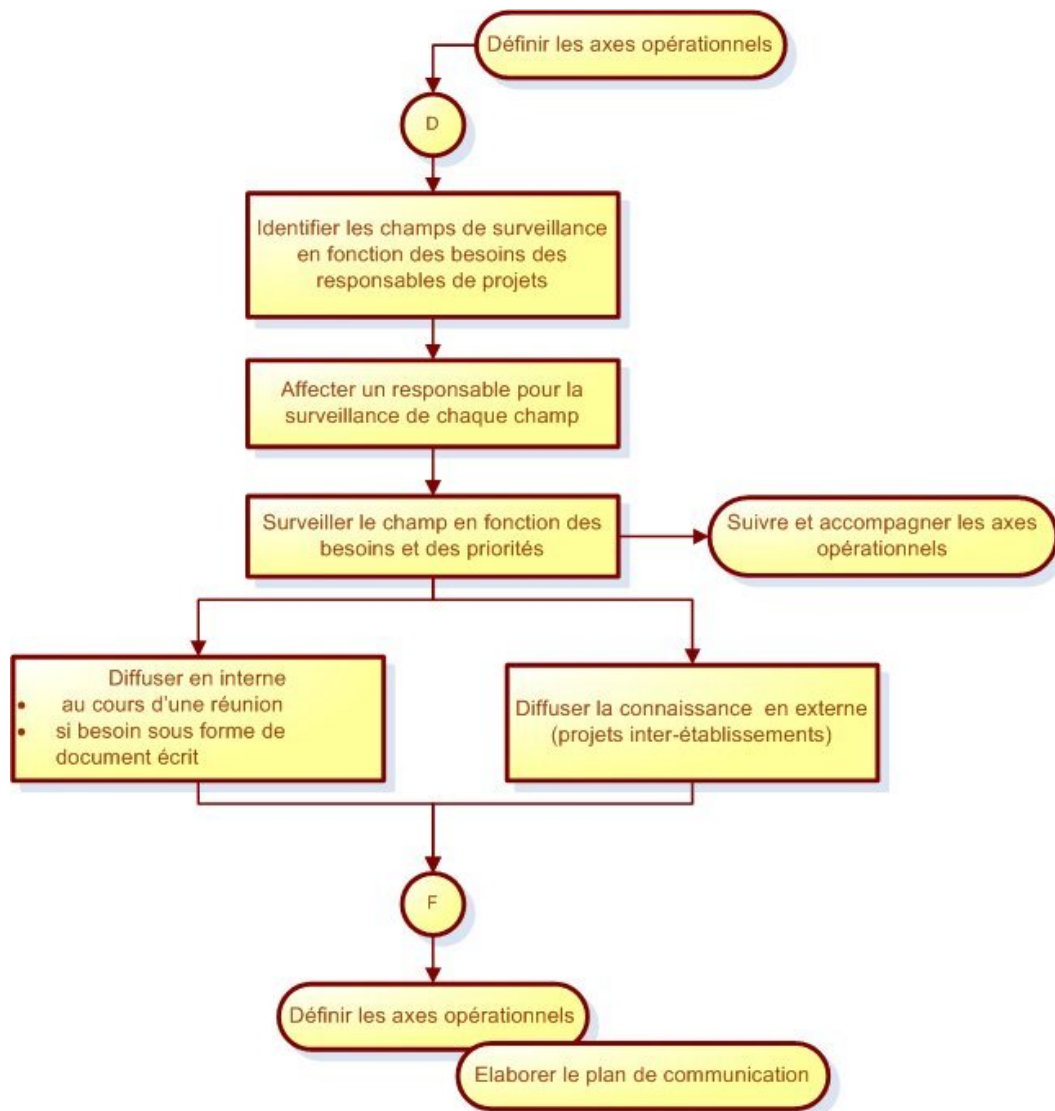 Définir les axes opérationnels
D
Identifier les champs de surveillance
en fonction des besoins des
responsables de projets
Affecter un responsable pour la
surveillance de chaque champ
Surveiller le champ en fonction des
besoins et des priorités
Suivre et accompagner les axes
opérationnels
Diffuser en interne
• au cours d'une réunion
• si besoin sous forme de
document écrit
Diffuser la connaissance en externe
(projets inter-établissements)
F
Définir les axes opérationnels
Elaborer le plan de communication